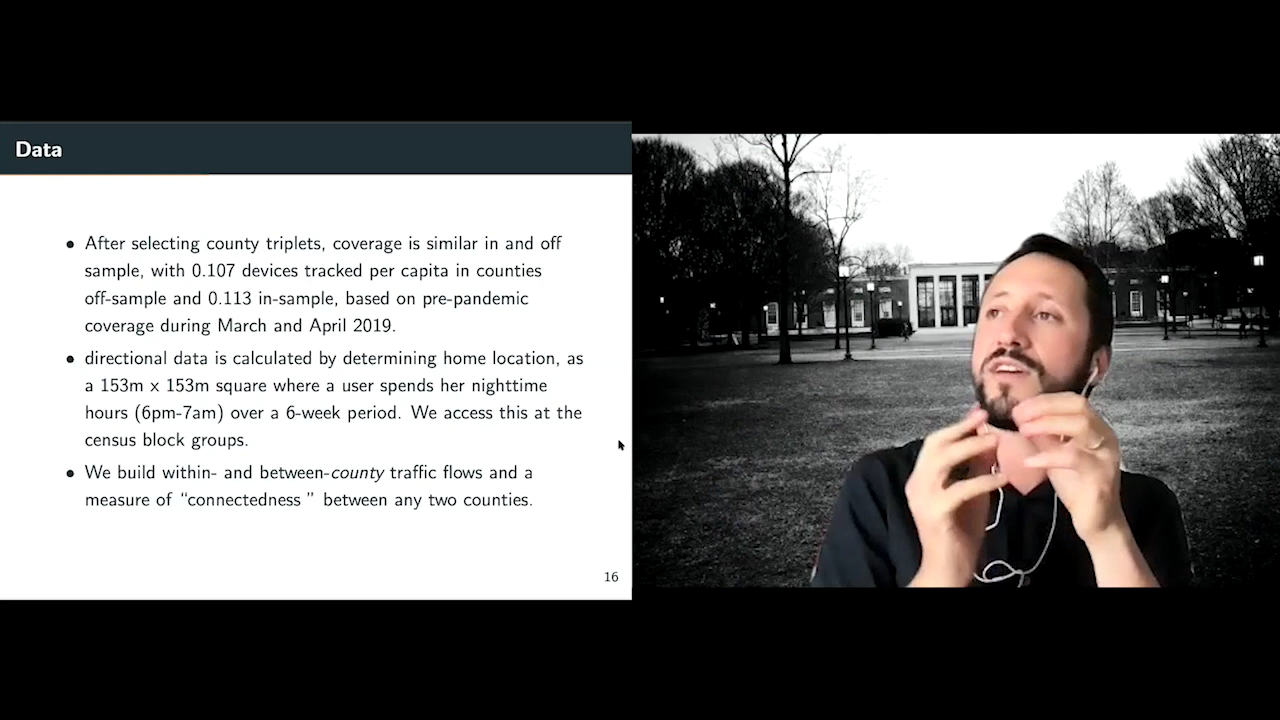 Data
• After selecting county triplets, coverage is similar in and off
sample, with 0.107 devices tracked per capita in counties
off-sample and 0.113 in-sample, based on pre-pandemic
coverage during March and April 2019.
• directional data is calculated by determining home location, as
a 153m x 153m square where a user spends her nighttime
hours (6pm-7am) over a 6-week period. We access this at the
census block groups.
• We build within- and between-county traffic flows and a
measure of “connectedness ” between any two counties.
16